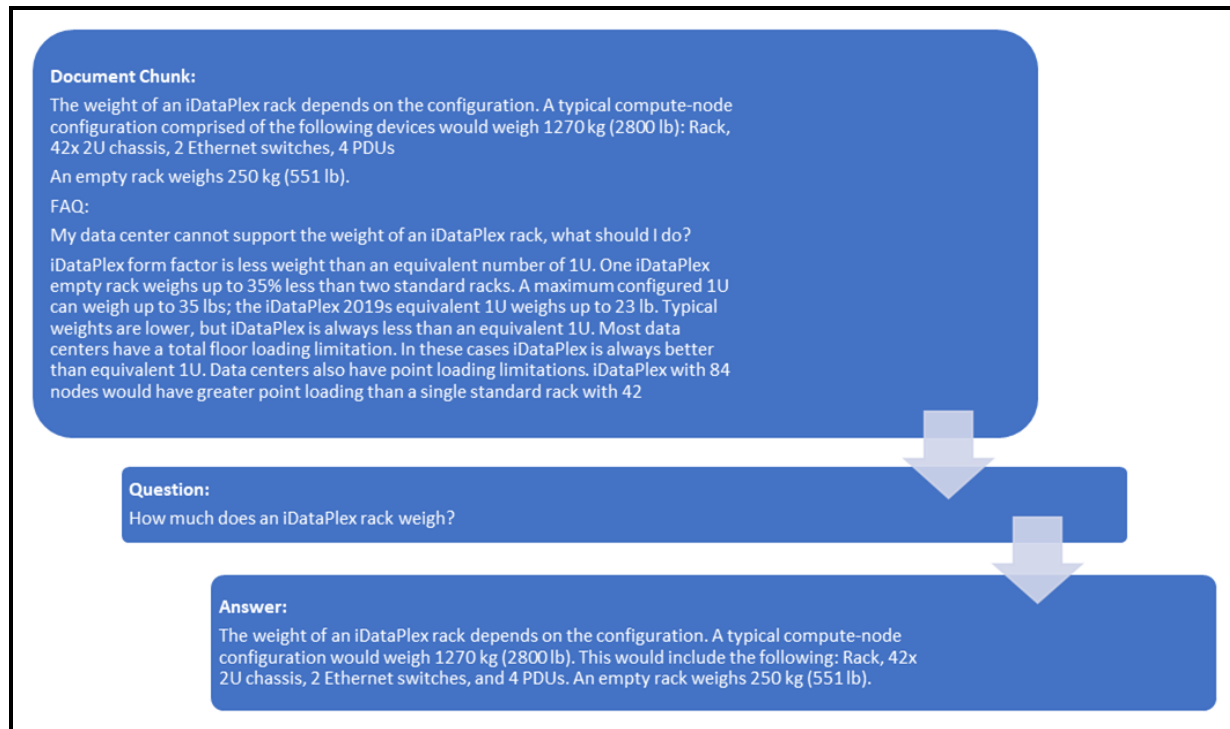 Document Chunk:
The weight of an iDataPlex rack depends on the configuration. A typical compute-node
configuration comprised of the following devices would weigh 1270 kg (2800 lb): Rack,
42x 2U chassis, 2 Ethernet switches, 4 PDUs
An empty rack weighs 250 kg (551 lb).
FAQ:
My data center cannot support the weight of an iDataPlex rack, what should I do?
iDataPlex form factor is less weight than an equivalent number of 1U. One iDataPlex
empty rack weighs up to 35% less than two standard racks. A maximum configured 1U
can weigh up to 35 lbs; the iDataPlex 2019s equivalent 1U weighs up to 23 lb. Typical
weights are lower, but iDataPlex is always less than an equivalent 1U. Most data
centers have a total floor loading limitation. In these cases iDataPlex is always better
than equivalent 1U. Data centers also have point loading limitations. iDataPlex with 84
nodes would have greater point loading than a single standard rack with 42
Question:
How much does an iDataPlex rack weigh?
Answer:
The weight of an iDataPlex rack depends on the configuration. A typical compute-node
configuration would weigh 1270 kg (2800 lb). This would include the following: Rack, 42x
2U chassis, 2 Ethernet switches, and 4 PDUs. An empty rack weighs 250 kg (551 lb).